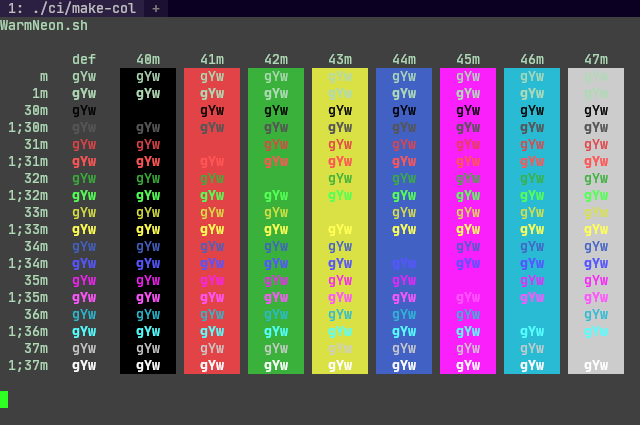 1: ./ci/make-col +
WarmNeon.sh
def 40m 41m 42m 43m 44m 45m 46m 47m
m gYw gYw gYw gYw gYw gYw gYw gYw gYw
1m gYw gYw gYw gYw gYw gYw gYw gYw gYw
30m gYw gYw gYw gYw gYw gYw gYw gYw
1;30m gYw gYw gYw gYw gYw gYw gYw gYw gYw
31m gYw gYw gYw gYw gYw gYw gYw gYw
1;31m gYw gYw gYw gYw gYw gYw gYw gYw gYw
32m gYw gYw gYw gYw gYw gYw gYw gYw
1;32m gYw gYw gYw gYw gYw gYw gYw gYw gYw
33m gYw gYw gYw gYw gYw gYw gYw gYw
1;33m gYw gYw gYw gYw gYw gYw gYw gYw gYw
34m gYw gYw gYw gYw gYw gYw gYw gYw
1;34m gYw gYw gYw gYw gYw gYw gYw gYw gYw
35m gYw gYw gYw gYw gYw gYw gYw gYw
1;35m gYw gYw gYw gYw gYw gYw gYw gYw gYw
36m gYw gYw gYw gYw gYw gYw gYw gYw
1;36m gYw gYw gYw gYw gYw gYw gYw gYw gYw
37m gYw gYw gYw gYw gYw gYw gYw gYw
1;37m gYw gYw gYw gYw gYw gYw gYw gYw gYw